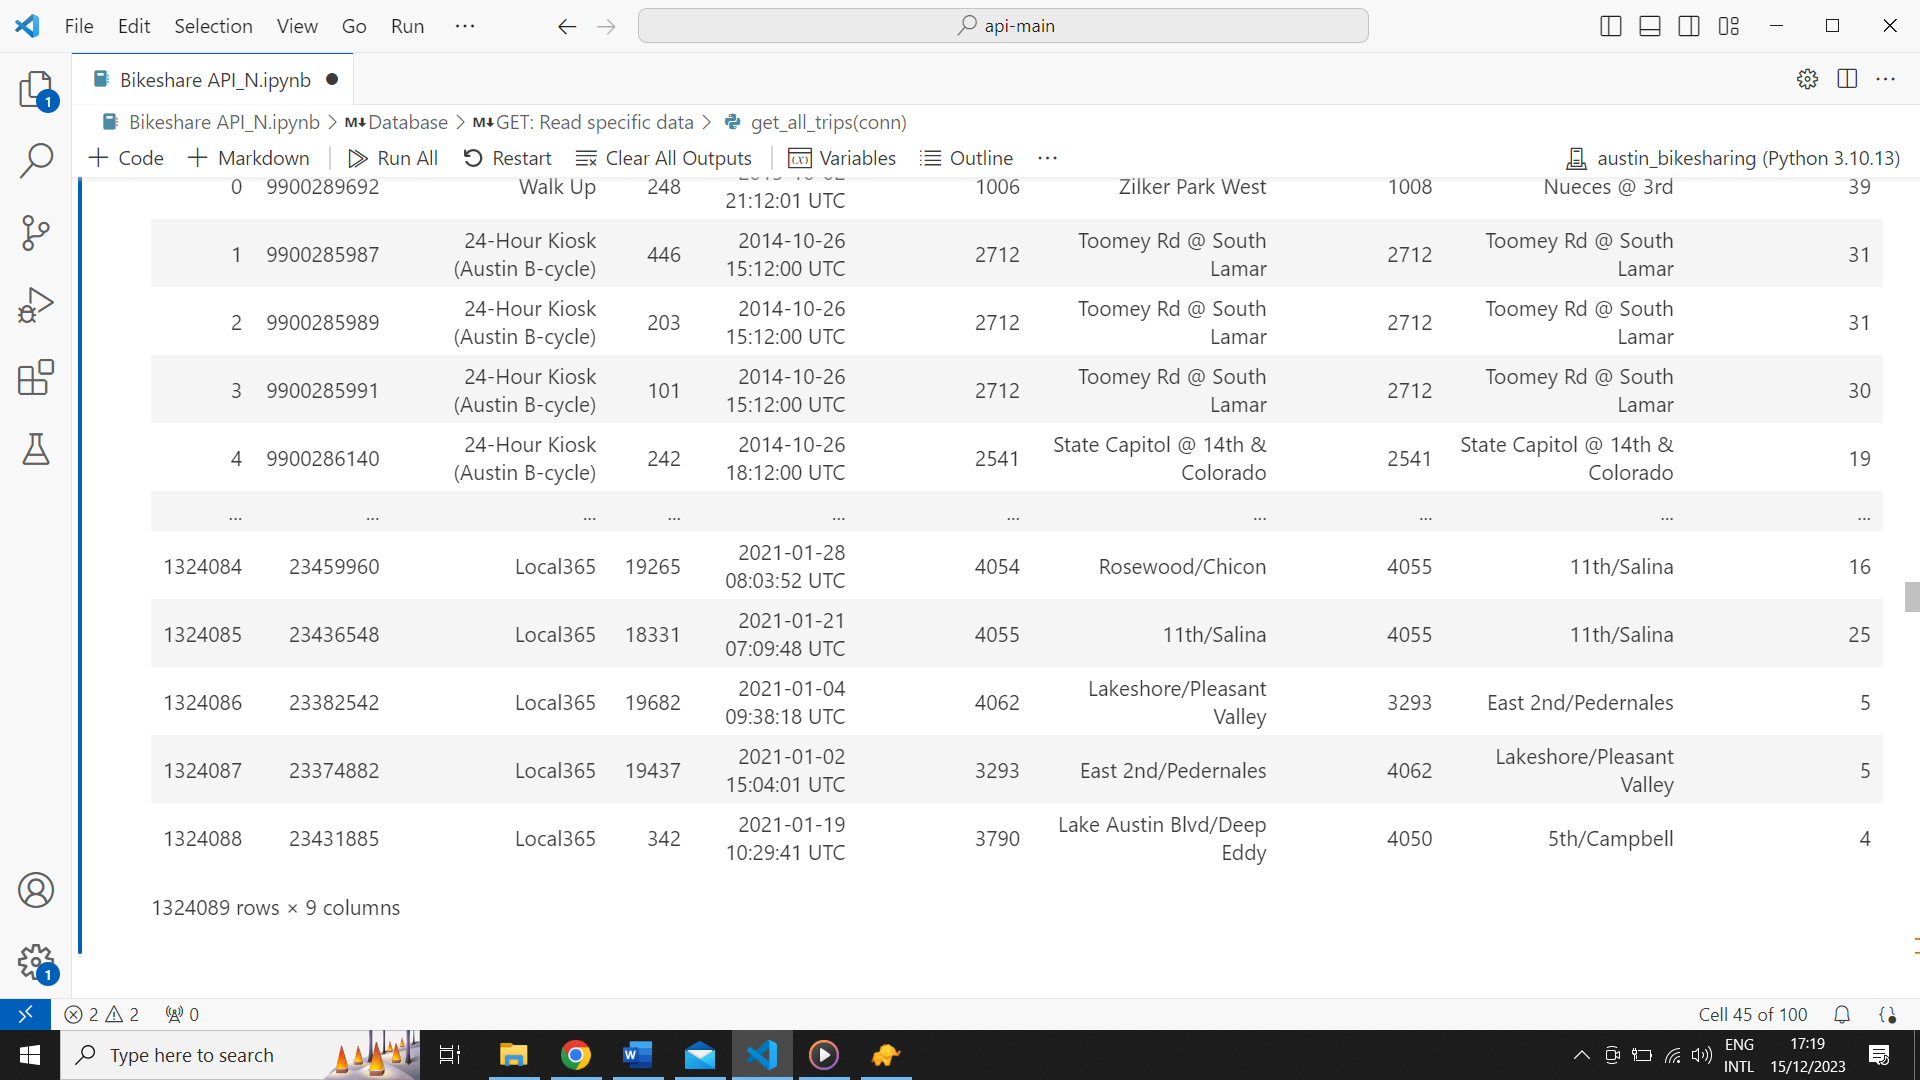 File Edit Selection View Go Run ...
api-main
Bikeshare API_N.ipynb
Bikeshare API_N.ipynb > M↓Database > M↓GET: Read specific data > get_all_trips(conn)
+ Code + Markdown Run All Restart Clear All Outputs Variables Outline ... austin_bikesharing (Python 3.10.13)
0 9900289692 Walk Up 248 21:12:01 UTC 1006 Zilker Park West 1008 Nueces @ 3rd 39
1 9900285987 24-Hour Kiosk (Austin B-cycle) 446 2014-10-26 15:12:00 UTC 2712 Toomey Rd @ South Lamar 2712 Toomey Rd @ South Lamar 31
2 9900285989 24-Hour Kiosk (Austin B-cycle) 203 2014-10-26 15:12:00 UTC 2712 Toomey Rd @ South Lamar 2712 Toomey Rd @ South Lamar 31
3 9900285991 24-Hour Kiosk (Austin B-cycle) 101 2014-10-26 15:12:00 UTC 2712 Toomey Rd @ South Lamar 2712 Toomey Rd @ South Lamar 30
4 9900286140 24-Hour Kiosk (Austin B-cycle) 242 2014-10-26 18:12:00 UTC 2541 State Capitol @ 14th & Colorado 2541 State Capitol @ 14th & Colorado 19
... ... ... ... ... ... ... ... ... ...
1324084 23459960 Local365 19265 2021-01-28 08:03:52 UTC 4054 Rosewood/Chicon 4055 11th/Salina 16
1324085 23436548 Local365 18331 2021-01-21 07:09:48 UTC 4055 11th/Salina 4055 11th/Salina 25
1324086 23382542 Local365 19682 2021-01-04 09:38:18 UTC 4062 Lakeshore/Pleasant Valley 3293 East 2nd/Pedernales 5
1324087 23374882 Local365 19437 2021-01-02 15:04:01 UTC 3293 East 2nd/Pedernales 4062 Lakeshore/Pleasant Valley 5
1324088 23431885 Local365 342 2021-01-19 10:29:41 UTC 3790 Lake Austin Blvd/Deep Eddy 4050 5th/Campbell 4
1324089 rows × 9 columns
1
1
2 2 0
Cell 45 of 100
Type here to search
ENG INTL
17:19
15/12/2023